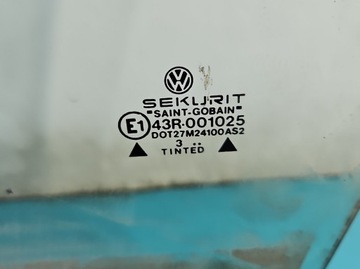 SEKURIT
"SAINT-GOBAIN"
E1 43R-001025
DOT27M24100AS2
3 ..
TINTED